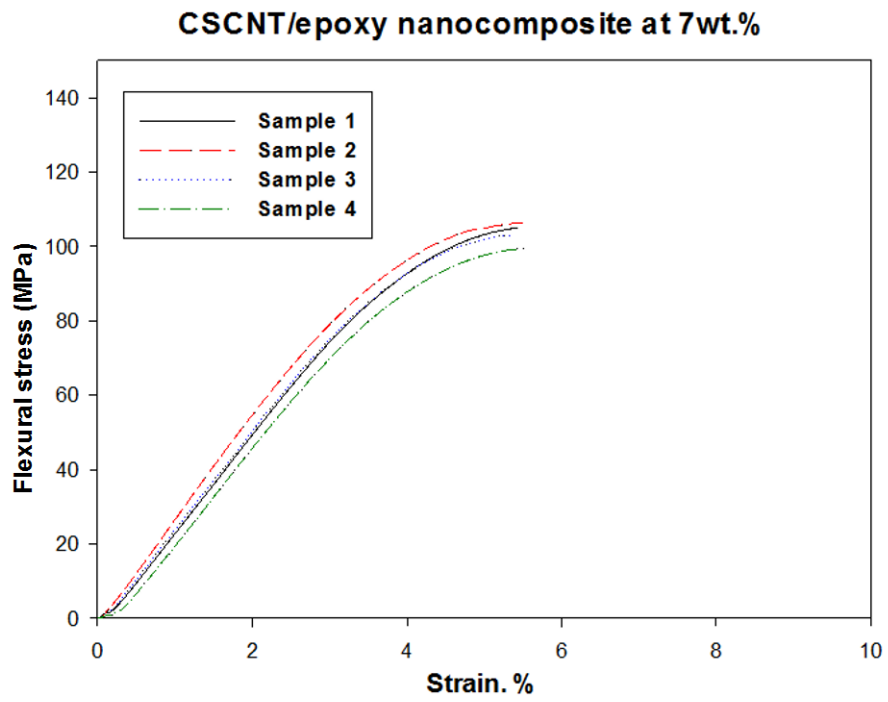 CSCNT/epoxy nanocomposite at 7wt.%
140
120
100
80
60
40
20
0
Flexural stress (MPa)
Sample 1
Sample 2
Sample 3
Sample 4
0 2 4 6 8 10
Strain. %